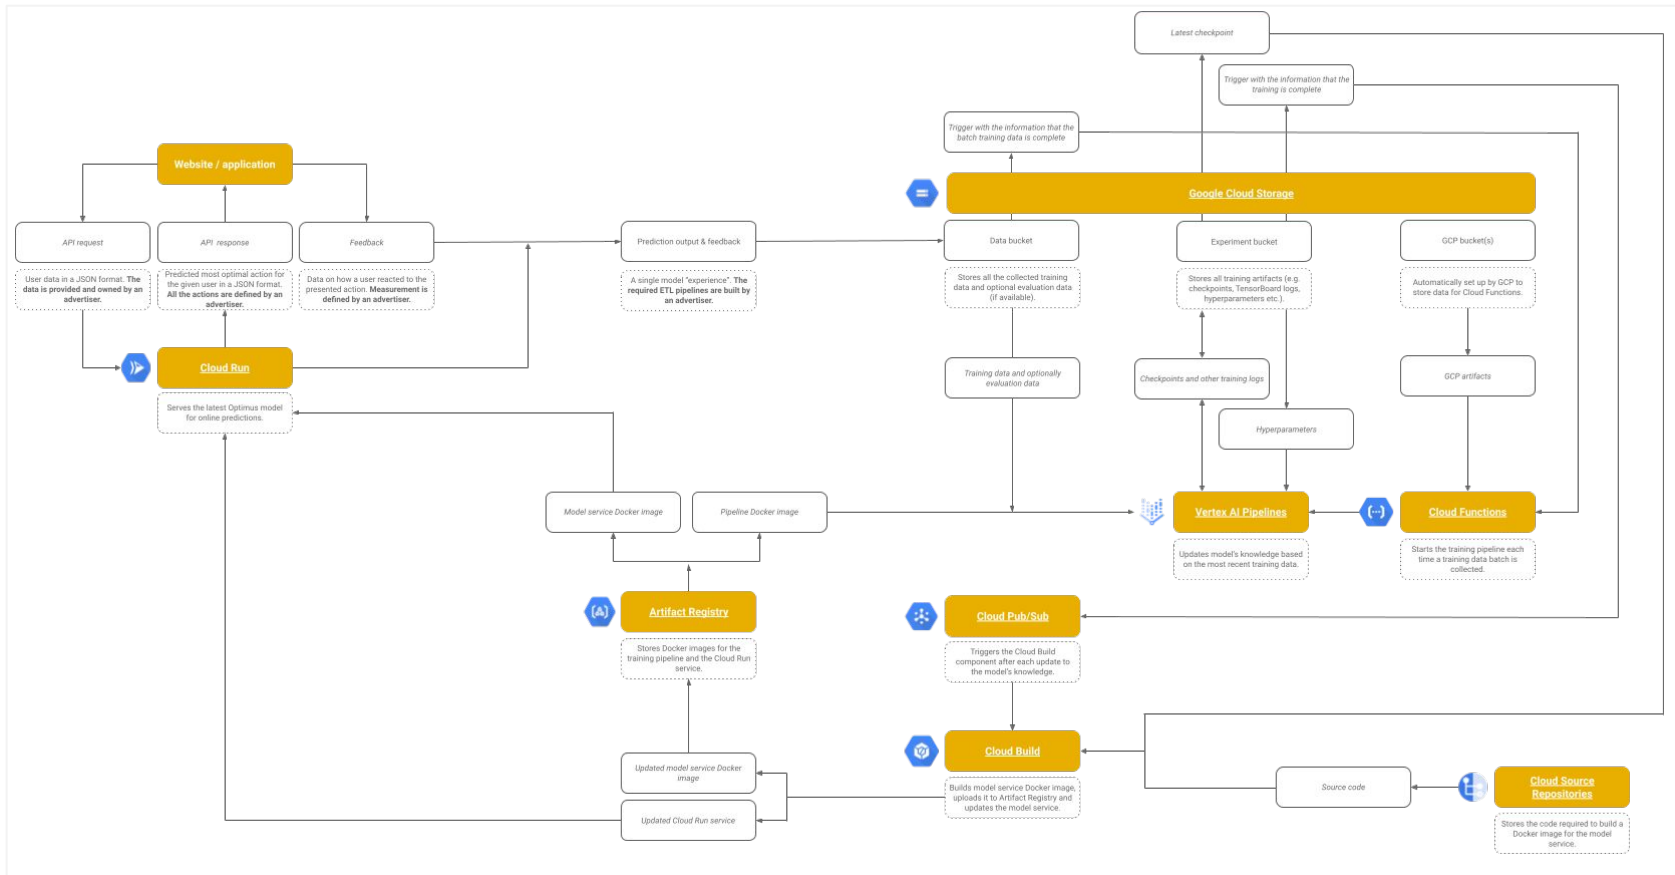 Latest checkpoint
Trigger with the information that the
training is complete
Trigger with the information that the
batch training data is complete
Website / application
Google Cloud Storage
API request
API response
Feedback
Prediction output & feedback
Data bucket
Experiment bucket
GCP bucket(s)
User data in a JSON format. The
data is provided and owned by an
advertiser.
Predicted most optimal action for
the given user in a JSON format.
All the actions are defined by an
advertiser.
Data on how a user reacted to the
presented action. Measurement is
defined by an advertiser.
A single model "experience". The
required ETL pipelines are built by
an advertiser.
Stores all the collected training
data and optional evaluation data
(if available).
Stores all training artifacts (e.g.
checkpoints, TensorBoard logs,
hyperparameters etc.).
Automatically set up by GCP to
store data for Cloud Functions.
Cloud Run
Serves the latest Optimus model
for online predictions.
Training data and optionally
evaluation data
Checkpoints and other training logs
GCP artifacts
Hyperparameters
Model service Docker image
Pipeline Docker image
Vertex AI Pipelines
Cloud Functions
Updates model's knowledge based
on the most recent training data.
Starts the training pipeline each
time a training data batch is
collected.
Artifact Registry
Stores Docker images for the
training pipeline and the Cloud Run
service.
Cloud Pub/Sub
Triggers the Cloud Build
component after each update to
the model's knowledge.
Cloud Build
Builds model service Docker image,
uploads it to Artifact Registry and
updates the model service.
Updated model service Docker
image
Updated Cloud Run service
Source code
Cloud Source
Repositories
Stores the code required to build a
Docker image for the model
service.